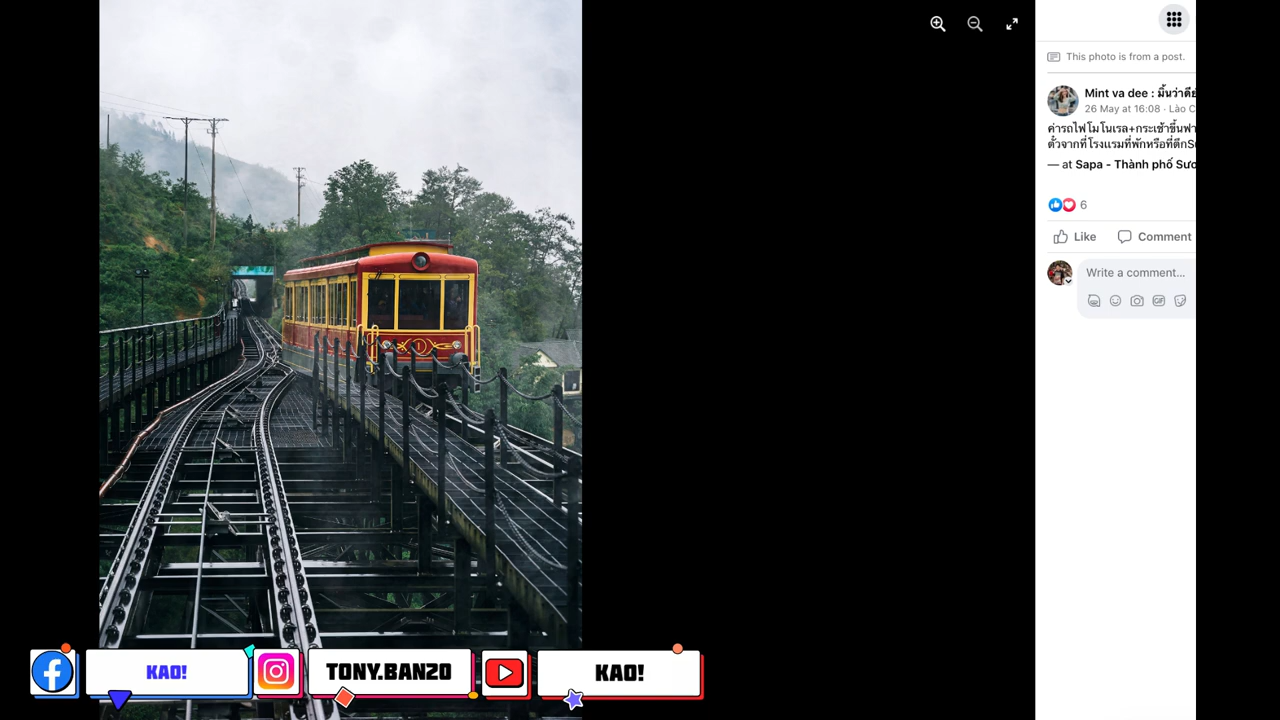 This photo is from a post.
Mint va dee : มิ้นว่าดีย์
26 May at 16:08 · Lào C
ค่ารถไฟโมโนเรล+กระเช้าขึ้นฟา
ตั๋วจากที่โรงแรมที่พักหรือที่ตึกS
— at Sapa - Thành phố Sươ
6
Like
Comment
Write a comment...
GIF
KAO!
TONY.BAN20
KAO!